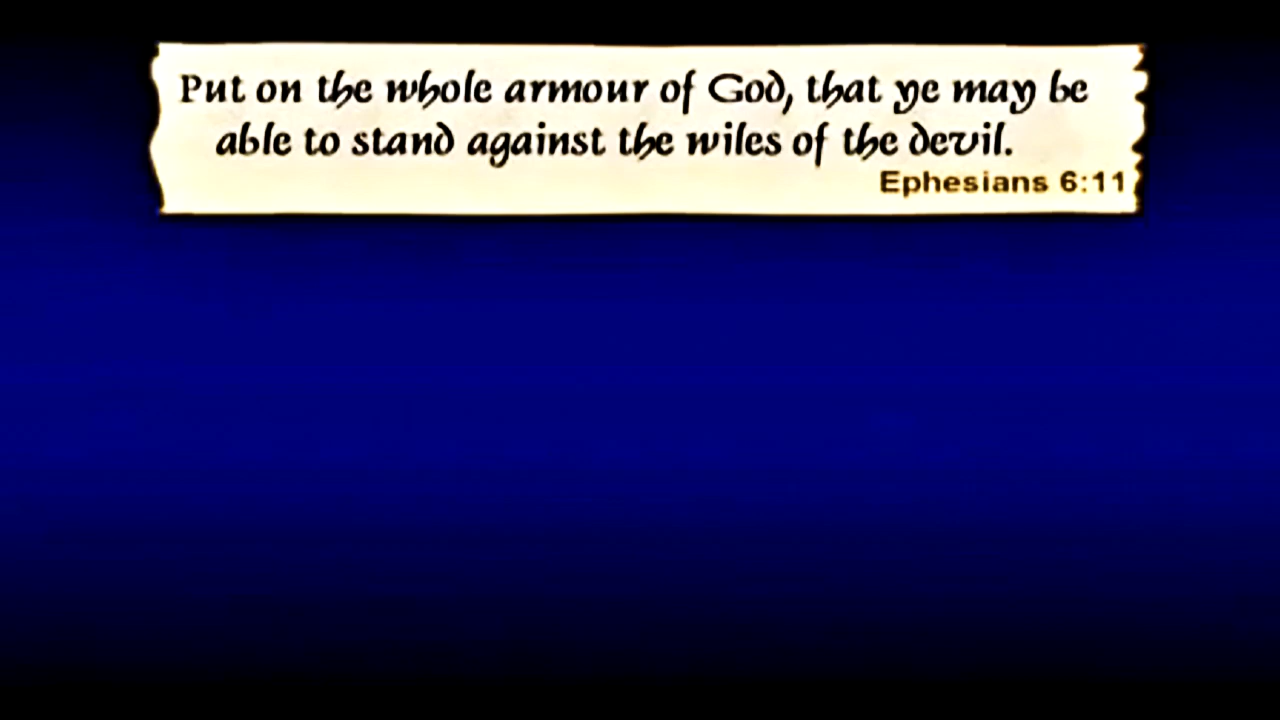 Put on the whole armour of God, that ye may be
able to stand against the wiles of the devil.
Ephesians 6:11